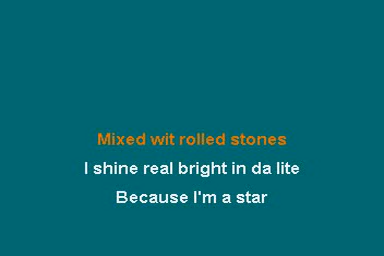 Mixed wit rolled stones
I shine real bright in da lite
Because I'm a star